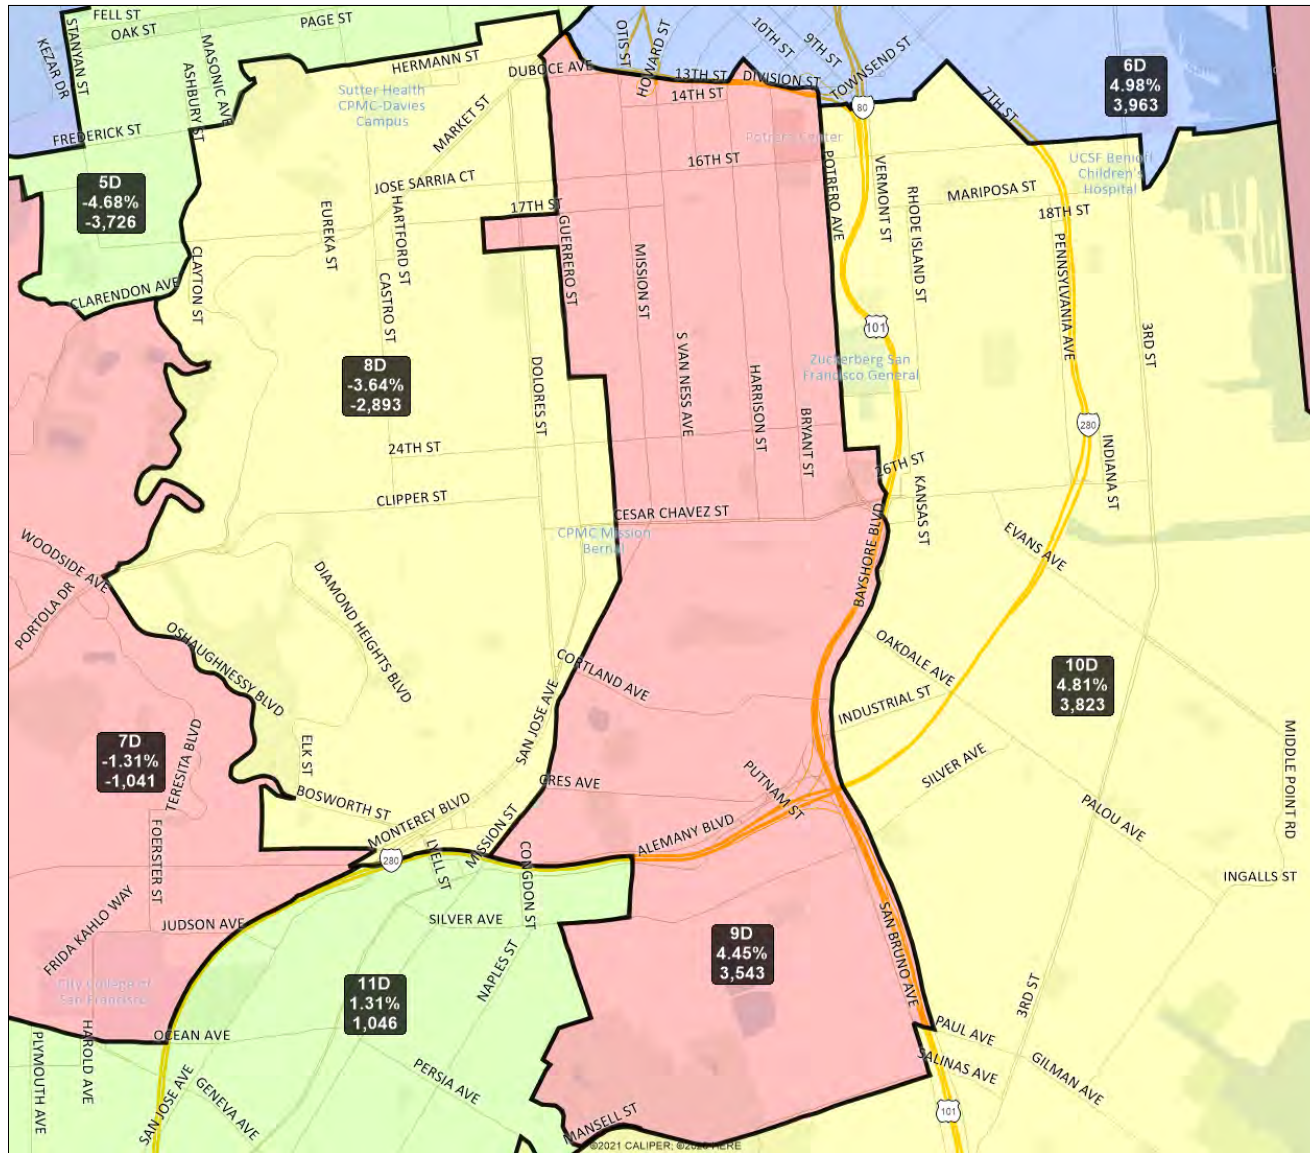 FELL ST
OAK ST
PAGE ST
STANYAN ST
KEZAR DR
MASONIC AVE
ASHBURY ST
HERMANN ST
DUBOCE AVE
OTIS ST
HOWARD ST
10TH ST
9TH ST
TOWNSEND ST
13TH ST
DIVISION ST
14TH ST
80
7TH ST
6D
4.98%
3,963
Sutter Health
CPMC-Davies
Campus
MARKET ST
FREDERICK ST
Potrero Center
16TH ST
UCSF Benioff
Children's
Hospital
5D
-4.68%
-3,726
JOSE SARRIA CT
17TH ST
MARIPOSA ST
18TH ST
EUREKA ST
HARTFORD ST
GUERRERO ST
POTRERO AVE
VERMONT ST
RHODE ISLAND ST
PENNSYLVANIA AVE
CLAYTON ST
CLARENDON AVE
CASTRO ST
MISSION ST
101
3RD ST
8D
-3.64%
-2,893
DOLORES ST
S VAN NESS AVE
HARRISON ST
BRYANT ST
Zuckerberg San
Francisco General
280
24TH ST
26TH ST
INDIANA ST
CLIPPER ST
CESAR CHAVEZ ST
KANSAS ST
CPMC Mission
Bernal
BAYSHORE BLVD
EVANS AVE
WOODSIDE AVE
PORTOLA DR
DIAMOND HEIGHTS BLVD
OSHAUGHNESSY BLVD
CORTLAND AVE
OAKDALE AVE
10D
4.81%
3,823
INDUSTRIAL ST
SAN JOSE AVE
7D
-1.31%
-1,041
TERESITA BLVD
ELK ST
CRES AVE
PUTNAM ST
SILVER AVE
MIDDLE POINT RD
BOSWORTH ST
MONTEREY BLVD
MISSION ST
ALEMANY BLVD
PALOU AVE
FOERSTER ST
280
LYELL ST
CONGDON ST
INGALLS ST
FRIDA KAHLO WAY
JUDSON AVE
SILVER AVE
SAN BRUNO AVE
9D
4.45%
3,543
NAPLES ST
City College of
San Francisco
11D
1.31%
1,046
3RD ST
OCEAN AVE
PAUL AVE
PLYMOUTH AVE
HAROLD AVE
SALINAS AVE
GILMAN AVE
SAN JOSE AVE
GENEVA AVE
PERSIA AVE
MANSELL ST
101
©2021 CALIPER; ©2020 HERE